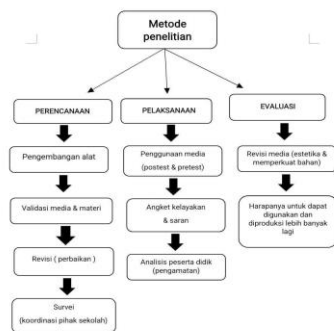 Metode
penelitian
PERENCANAAN
PELAKSANAAN
EVALUASI
Pengembangan alat
Penggunaan media
(postest & pretest)
Revisi media (estetika &
memperkuat bahan)
Validasi media & materi
Angket kelayakan
& saran
Harapanya untuk dapat
digunakan dan
diproduksi lebih banyak
lagi
Revisi ( perbaikan )
Analisis peserta didik
(pengamatan)
Survei
(koordinasi pihak sekolah)